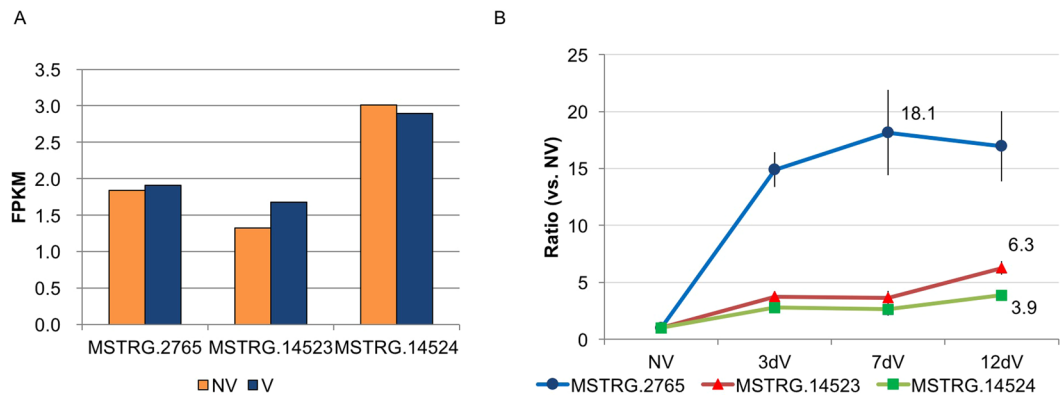 A
FPKM
3.5
3.0
2.5
2.0
1.5
1.0
0.5
0.0
MSTRG.2765 MSTRG.14523 MSTRG.14524
NV V
B
Ratio (vs. NV)
25
20
15
10
5
0
18.1
6.3
3.9
NV 3dV 7dV 12dV
MSTRG.2765 MSTRG.14523 MSTRG.14524